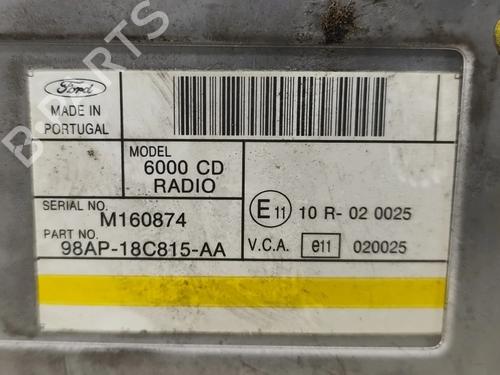 B-PARTS
Ford
MADE IN
PORTUGAL
MODEL
6000 CD
RADIO
SERIAL NO.
M160874
PART NO.
98AP-18C815-AA
E 11 10 R- 02 0025
V.C.A. e11 020025